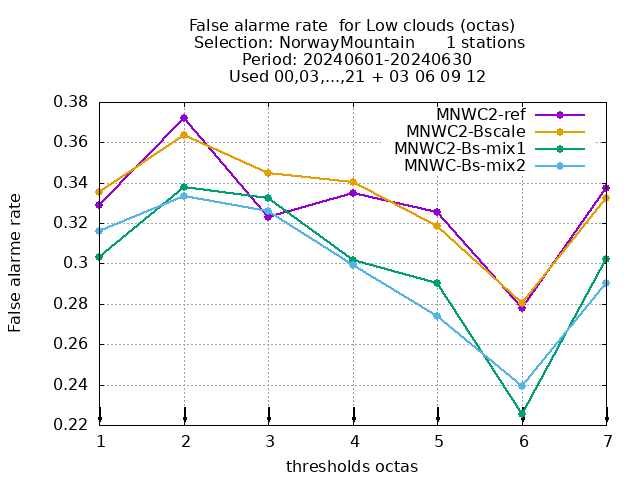 False alarme rate  for Low clouds (octas)
Selection: NorwayMountain      1 stations
Period: 20240601-20240630
Used 00,03,...,21 + 03 06 09 12
MNWC2-ref
MNWC2-Bscale
MNWC2-Bs-mix1
MNWC-Bs-mix2
False alarme rate
0.38
0.36
0.34
0.32
0.3
0.28
0.26
0.24
0.22
1 2 3 4 5 6 7
thresholds octas